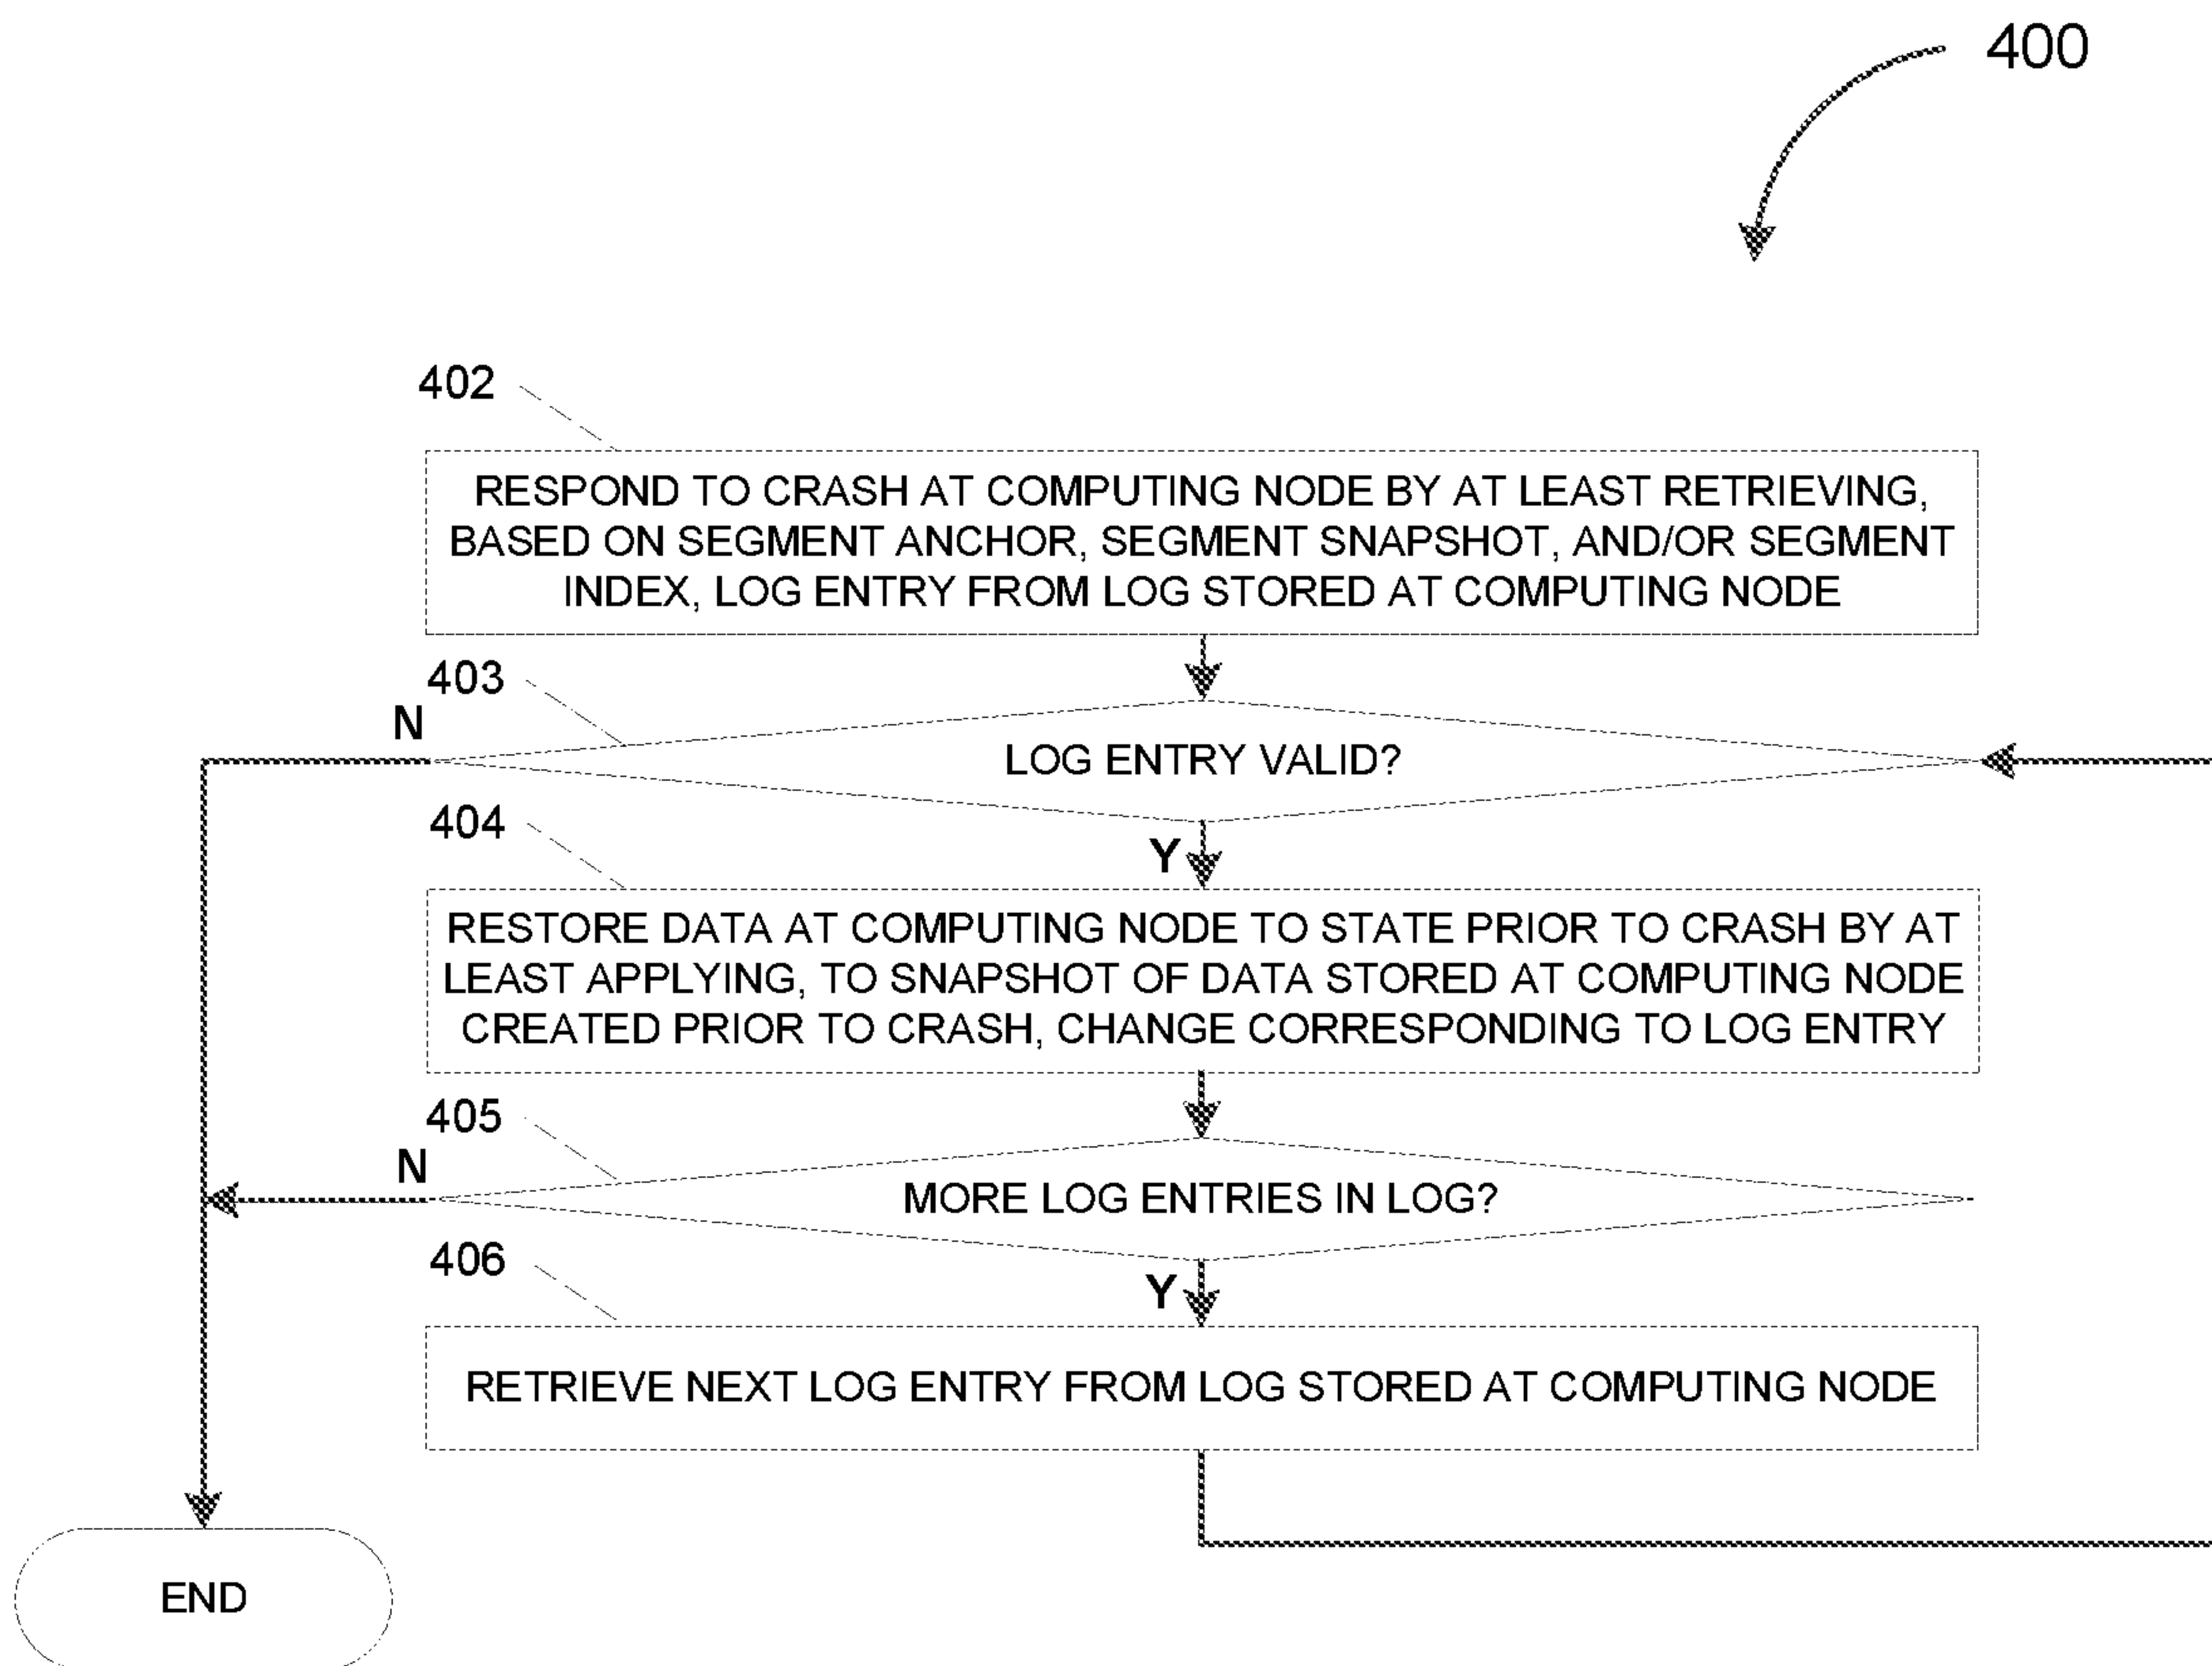 400
402
RESPOND TO CRASH AT COMPUTING NODE BY AT LEAST RETRIEVING,
BASED ON SEGMENT ANCHOR, SEGMENT SNAPSHOT, AND/OR SEGMENT
INDEX, LOG ENTRY FROM LOG STORED AT COMPUTING NODE
403
N
LOG ENTRY VALID?
404
Y
RESTORE DATA AT COMPUTING NODE TO STATE PRIOR TO CRASH BY AT
LEAST APPLYING, TO SNAPSHOT OF DATA STORED AT COMPUTING NODE
CREATED PRIOR TO CRASH, CHANGE CORRESPONDING TO LOG ENTRY
405
N
MORE LOG ENTRIES IN LOG?
406
Y
RETRIEVE NEXT LOG ENTRY FROM LOG STORED AT COMPUTING NODE
END